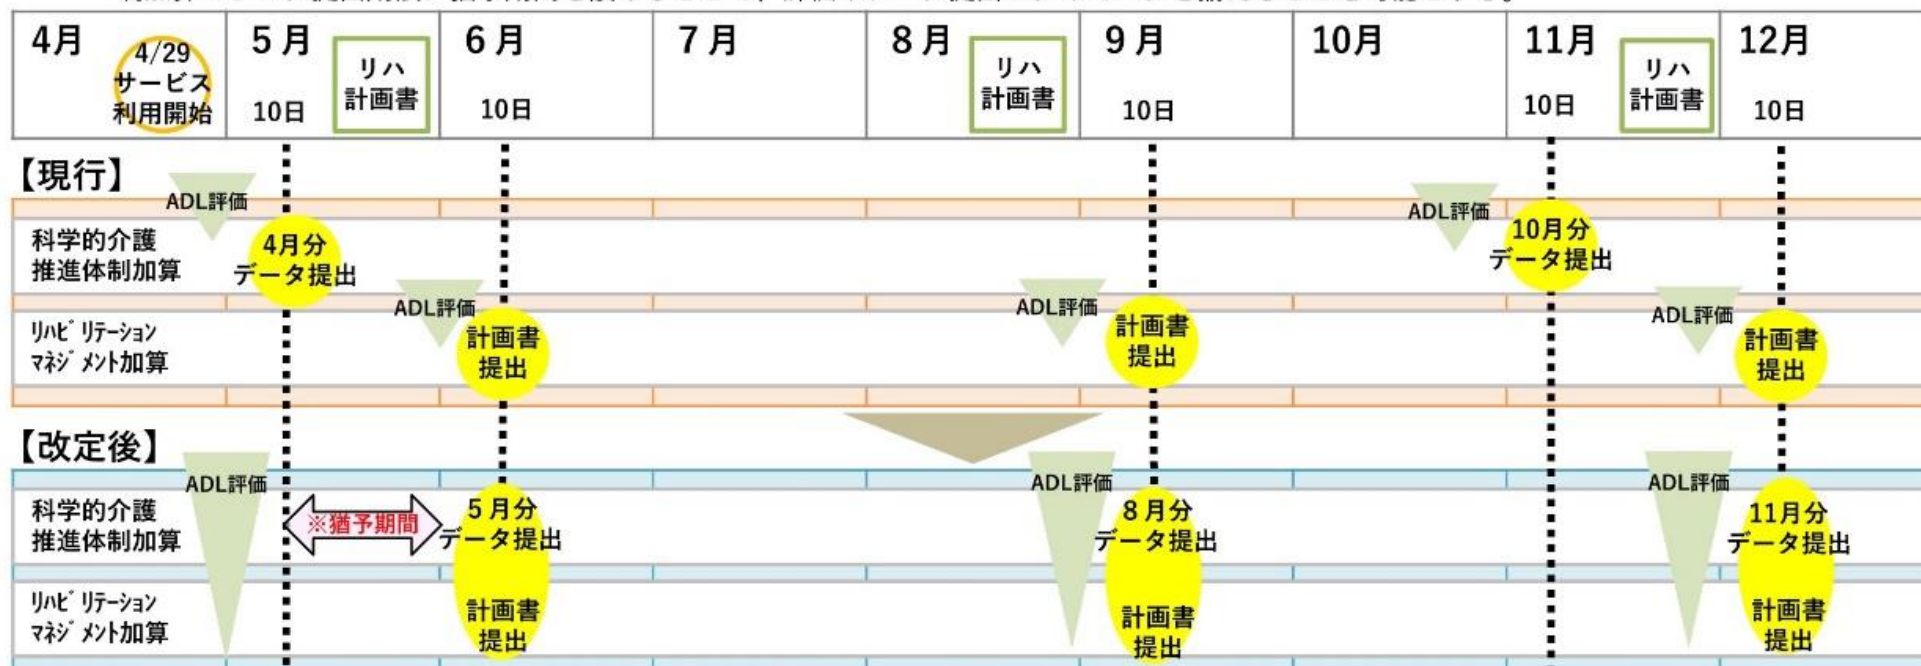 4月
4/29
サービス
利用開始
5月
10日
リハ
計画書
6月
10日
7月
8月
リハ
計画書
9月
10日
10月
11月
10日
リハ
計画書
12月
10日
【現行】
ADL評価
ADL評価
科学的介護
推進体制加算
4月分
データ提出
10月分
データ提出
ADL評価
ADL評価
ADL評価
リハビリテーション
マネジメント加算
計画書
提出
計画書
提出
計画書
提出
【改定後】
ADL評価
ADL評価
ADL評価
科学的介護
推進体制加算
※猶予期間
5月分
データ提出
8月分
データ提出
11月分
データ提出
リハビリテーション
マネジメント加算
計画書
提出
計画書
提出
計画書
提出